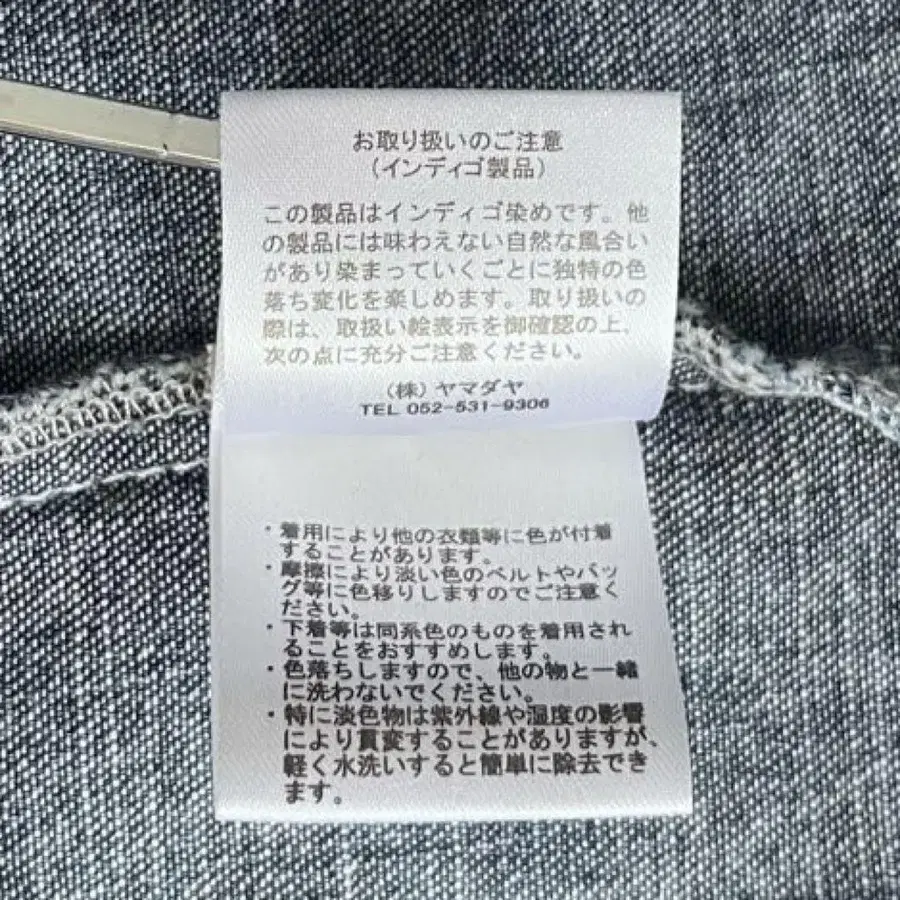 お取り扱いのご注意
(インディゴ製品)
この製品はインディゴ染めです。他
の製品には味わえない自然な風合い
があり染まっていくごとに独特の色
落ち変化を楽しめます。取り扱いの
際は、取扱い絵表示を御確認の上、
次の点に充分ご注意ください。
(株) ヤマダヤ
TEL 052-531-9306
・着用により他の衣類等に色が付着
することがあります。
・摩擦により淡い色のベルトやバッ
グ等に色移りしますのでご注意く
ださい。
・下着等は同系色のものを着用され
ることをおすすめします。
・色落ちしますので、他の物と一緒
に洗わないでください。
・特に淡色物は紫外線や湿度の影響
により黄変することがありますが、
軽く水洗いすると簡単に除去でき
ます。